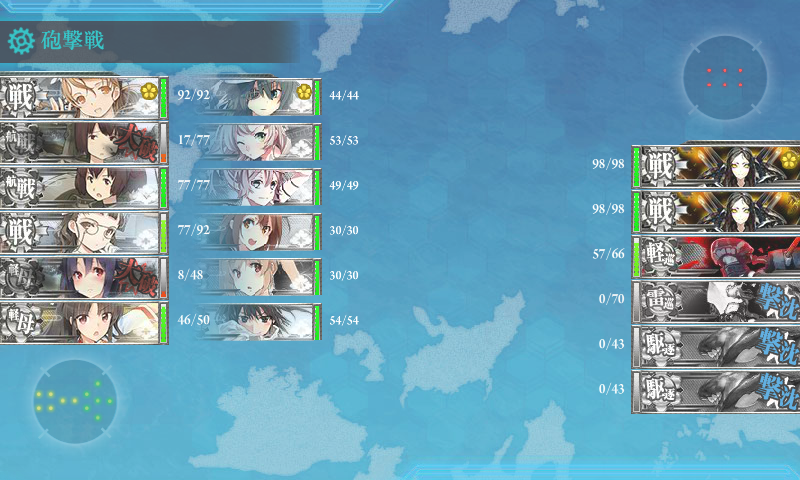 砲撃戦
戦 92/92
44/44
航戦 大破 17/77
53/53
航戦 77/77
49/49
戦 77/92
30/30
大破 8/48
30/30
軽母 46/50
54/54
98/98 戦
98/98 戦
57/66 軽巡
0/70 雷巡 撃沈
0/43 駆逐 撃沈
0/43 駆逐 撃沈